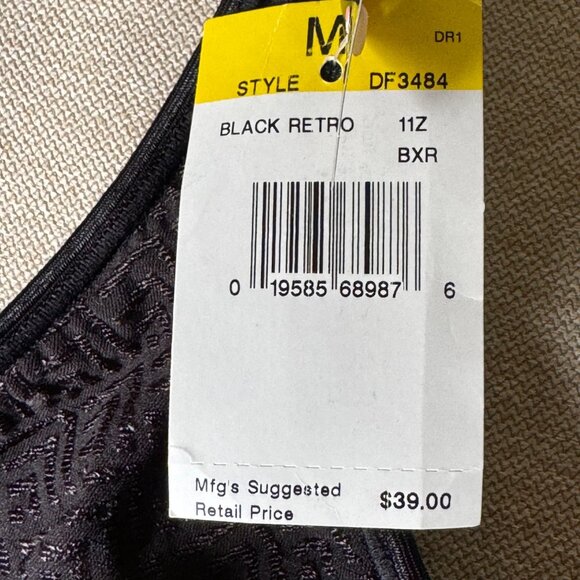 M DR1
STYLE DF3484
BLACK RETRO 11Z
BXR
0 19585 68987 6
Mfg's Suggested
Retail Price $39.00